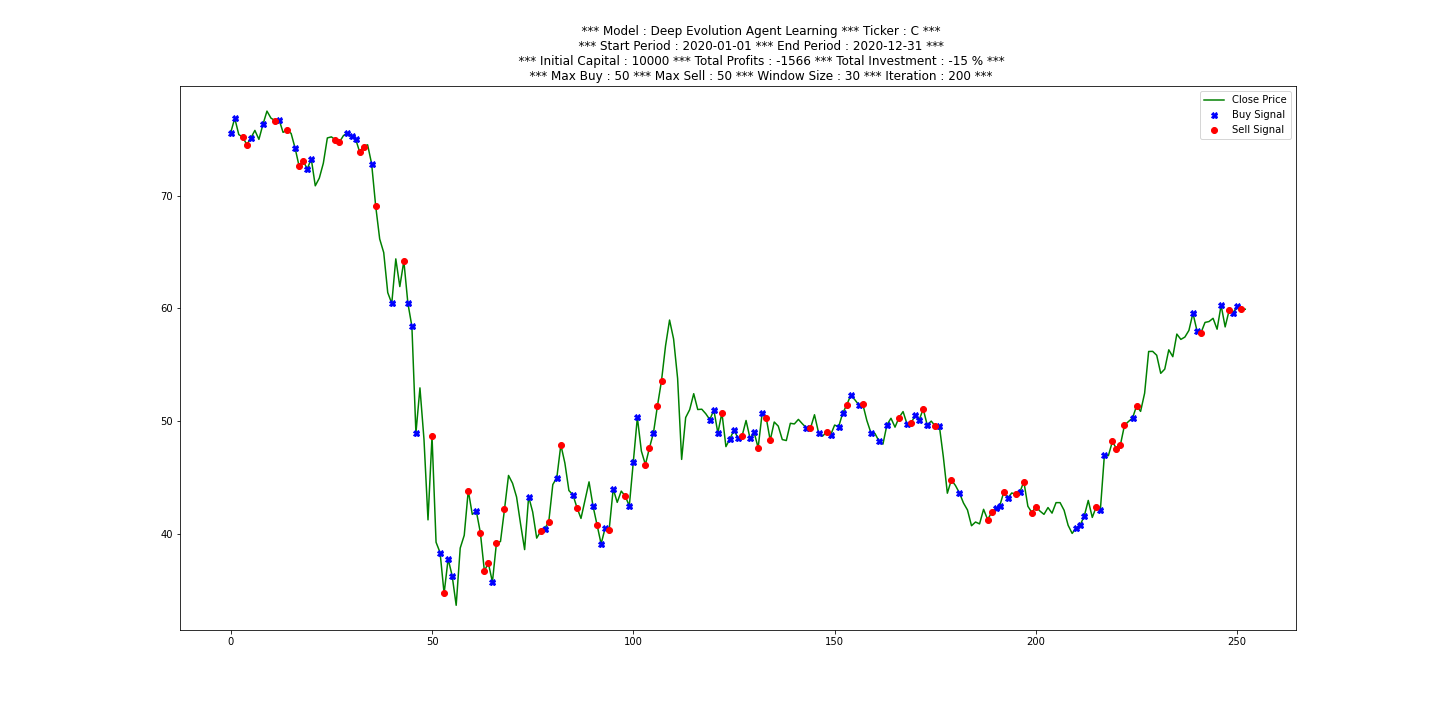 *** Model : Deep Evolution Agent Learning *** Ticker : C ***
*** Start Period : 2020-01-01 *** End Period : 2020-12-31 ***
*** Initial Capital : 10000 *** Total Profits : -1566 *** Total Investment : -15 % ***
*** Max Buy : 50 *** Max Sell : 50 *** Window Size : 30 *** Iteration : 200 ***
Close Price
Buy Signal
Sell Signal
70
60
50
40
0 50 100 150 200 250